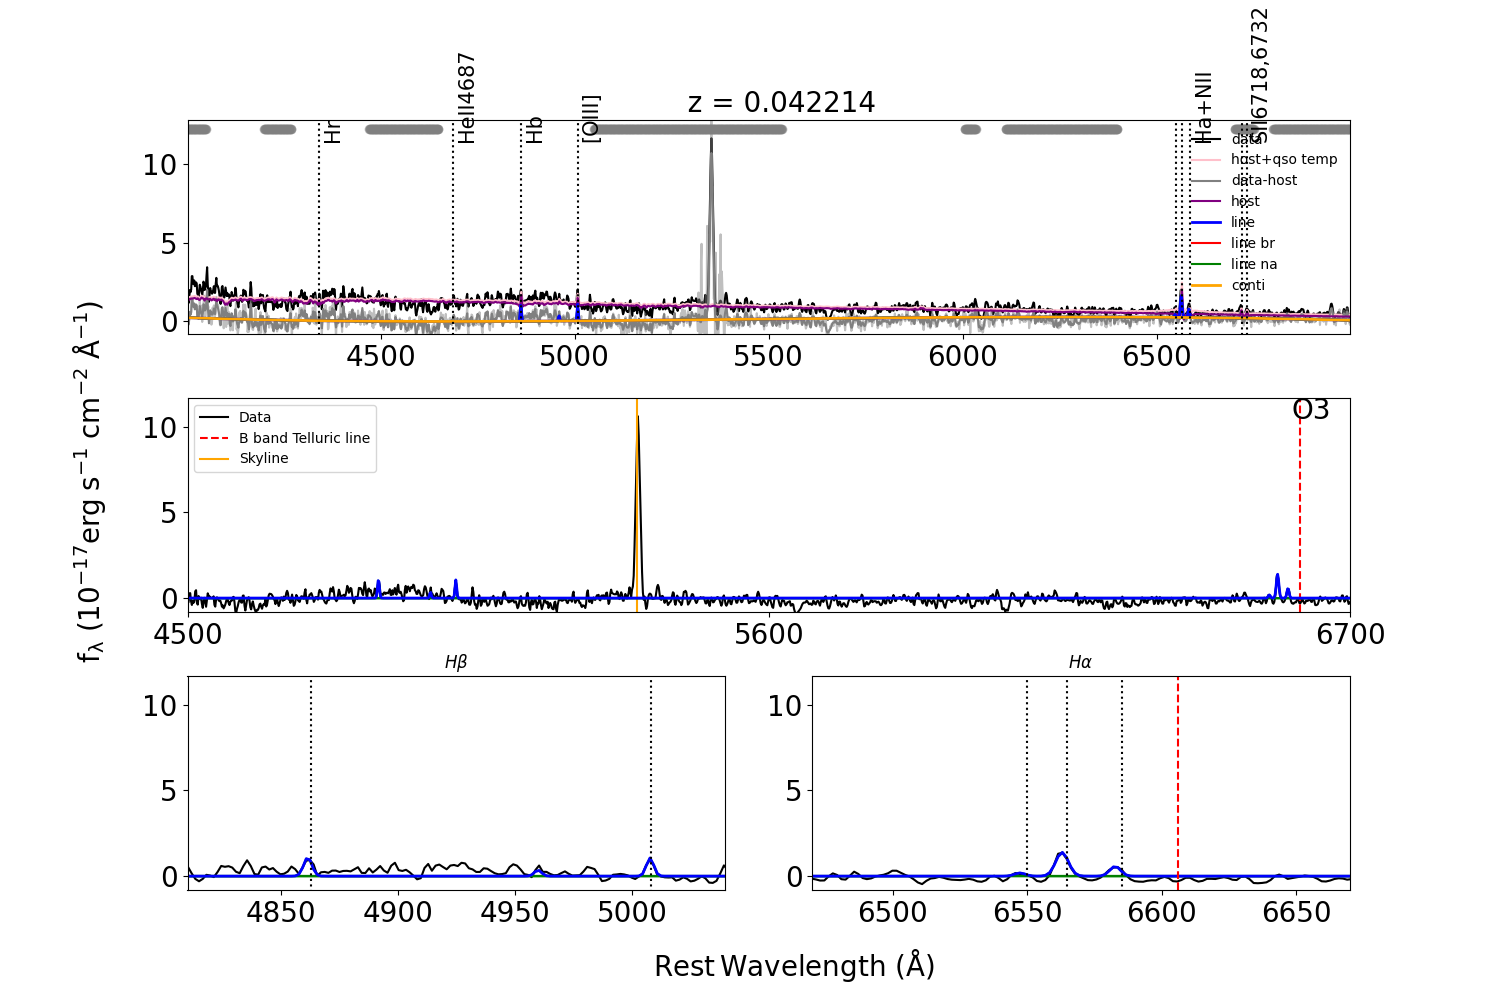 z = 0.042214
Hr
HeII4687
Hb
[OIII]
Ha+NII
SII6718,6732
10
5
0
data
host+qso temp
data-host
host
line
line br
line na
conti
4500
5000
5500
6000
6500
10
5
0
Data
B band Telluric line
Skyline
O3
4500
5600
6700
fλ (10⁻¹⁷erg s⁻¹ cm⁻² Å⁻¹)
Hβ
10
5
0
4850
4900
4950
5000
Hα
10
5
0
6500
6550
6600
6650
Rest Wavelength (Å)